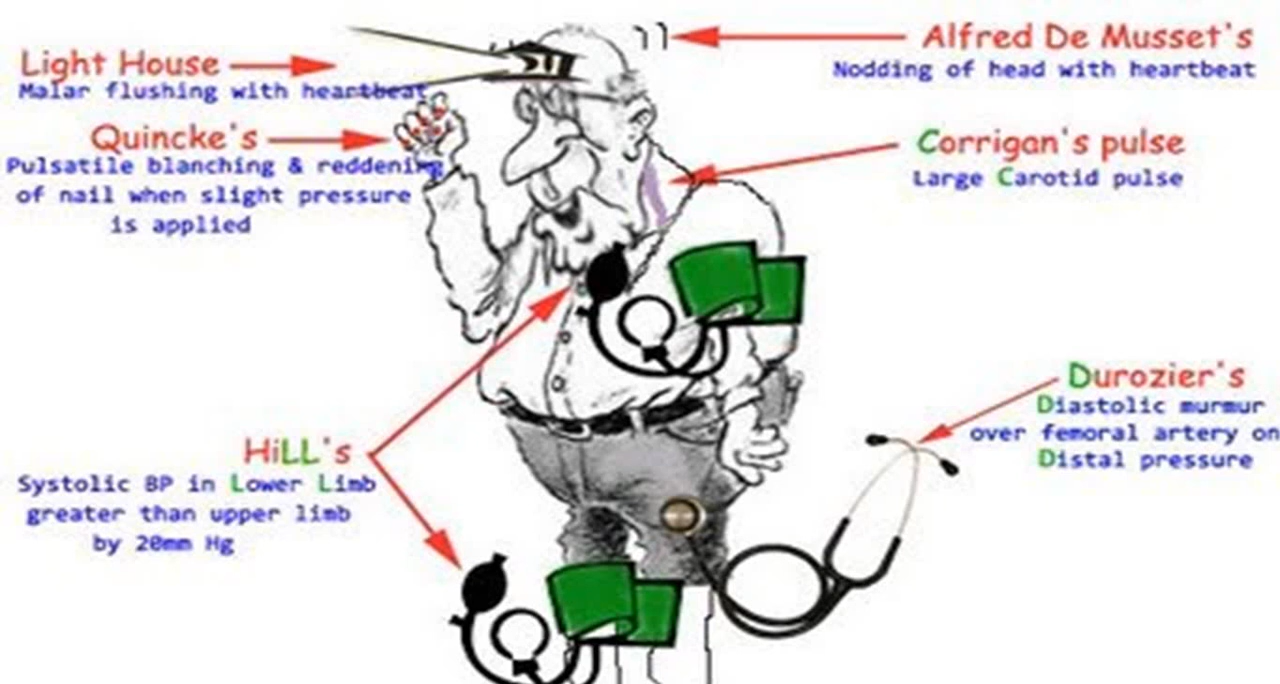 Light House
Malar flushing with heartbeat
Quincke's
Pulsatile blanching & reddening
of nail when slight pressure
is applied
Alfred De Musset's
Nodding of head with heartbeat
Corrigan's pulse
Large Carotid pulse
HiLL's
Systolic BP in Lower Limb
greater than upper limb
by 20mm Hg
Durozier's
Diastolic murmur
over femoral artery on
Distal pressure